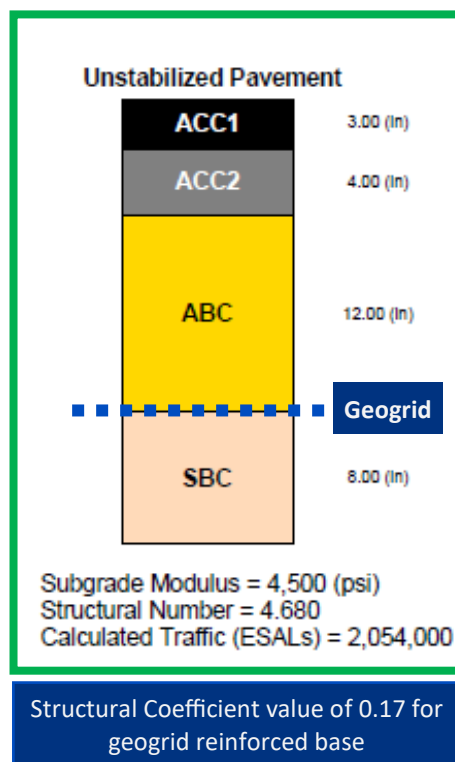 Unstabilized Pavement
ACC1 3.00 (in)
ACC2 4.00 (in)
ABC 12.00 (in)
Geogrid
SBC 8.00 (in)
Subgrade Modulus = 4,500 (psi)
Structural Number = 4.680
Calculated Traffic (ESALs) = 2,054,000
Structural Coefficient value of 0.17 for
geogrid reinforced base